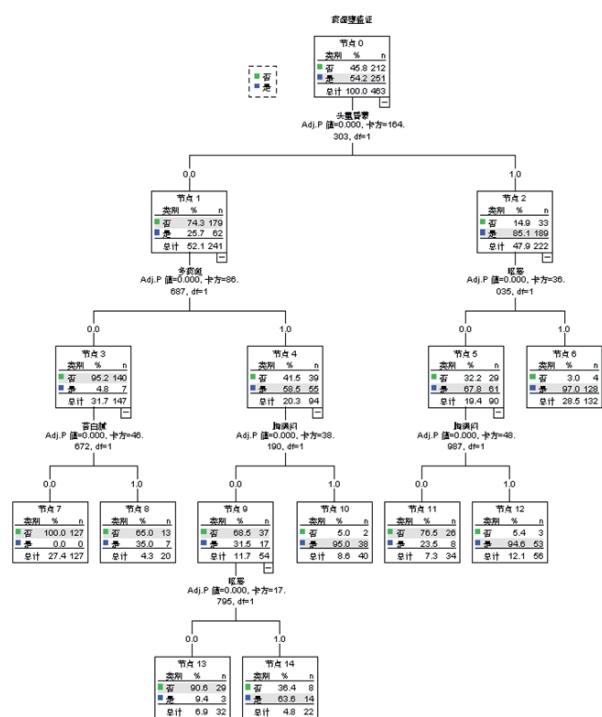 痰湿壅盛证
节点 0
类别 % n
否 45.8 212
是 54.2 251
总计 100.0 463
否
是
头重昏蒙
Adj.P 值=0.000, 卡方=164.
303, df=1
0.0
1.0
节点 1
类别 % n
否 74.3 179
是 25.7 62
总计 52.1 241
节点 2
类别 % n
否 14.9 33
是 85.1 189
总计 47.9 222
多痰涎
Adj.P 值=0.000, 卡方=86.
687, df=1
呕恶
Adj.P 值=0.000, 卡方=36.
035, df=1
0.0
1.0
0.0
1.0
节点 3
类别 % n
否 95.2 140
是 4.8 7
总计 31.7 147
节点 4
类别 % n
否 41.5 39
是 58.5 55
总计 20.3 94
节点 5
类别 % n
否 32.2 29
是 67.8 61
总计 19.4 90
节点 6
类别 % n
否 3.0 4
是 97.0 128
总计 28.5 132
苔白腻
Adj.P 值=0.000, 卡方=46.
672, df=1
胸满闷
Adj.P 值=0.000, 卡方=38.
190, df=1
胸满闷
Adj.P 值=0.000, 卡方=48.
987, df=1
0.0
1.0
0.0
1.0
0.0
1.0
节点 7
类别 % n
否 100.0 127
是 0.0 0
总计 27.4 127
节点 8
类别 % n
否 65.0 13
是 35.0 7
总计 4.3 20
节点 9
类别 % n
否 68.5 37
是 31.5 17
总计 11.7 54
节点 10
类别 % n
否 5.0 2
是 95.0 38
总计 8.6 40
节点 11
类别 % n
否 76.5 26
是 23.5 8
总计 7.3 34
节点 12
类别 % n
否 5.4 3
是 94.6 53
总计 12.1 56
呕恶
Adj.P 值=0.000, 卡方=17.
795, df=1
0.0
1.0
节点 13
类别 % n
否 90.6 29
是 9.4 3
总计 6.9 32
节点 14
类别 % n
否 36.4 8
是 63.6 14
总计 4.8 22